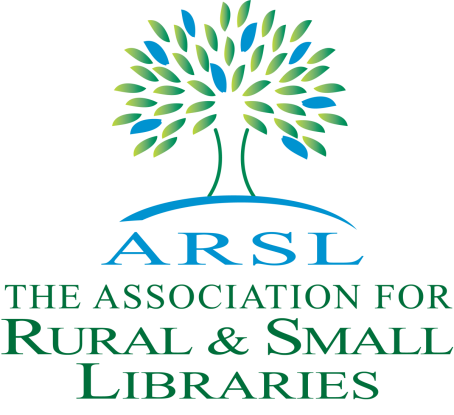 ARSL
THE ASSOCIATION FOR
RURAL & SMALL
LIBRARIES